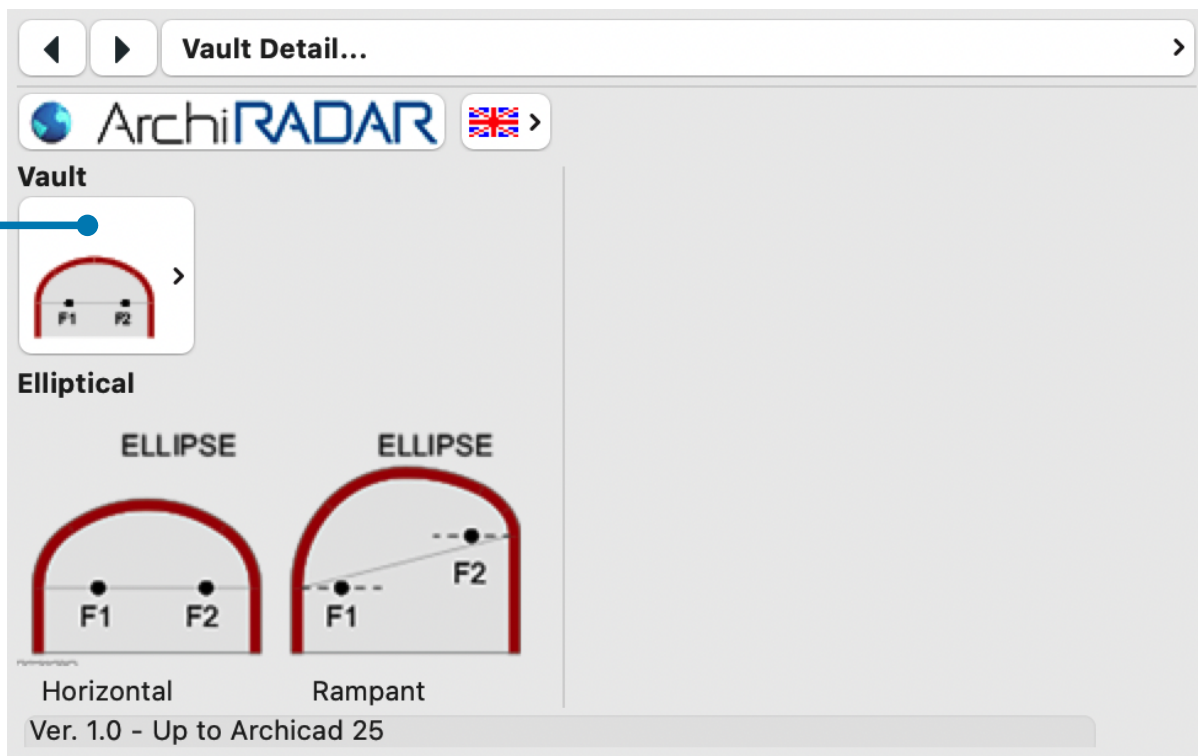 Vault Detail...
ArchiRADAR
Vault
F1 F2
Elliptical
ELLIPSE ELLIPSE
F2
F1 F2 F1
Horizontal Rampant
Ver. 1.0 - Up to Archicad 25